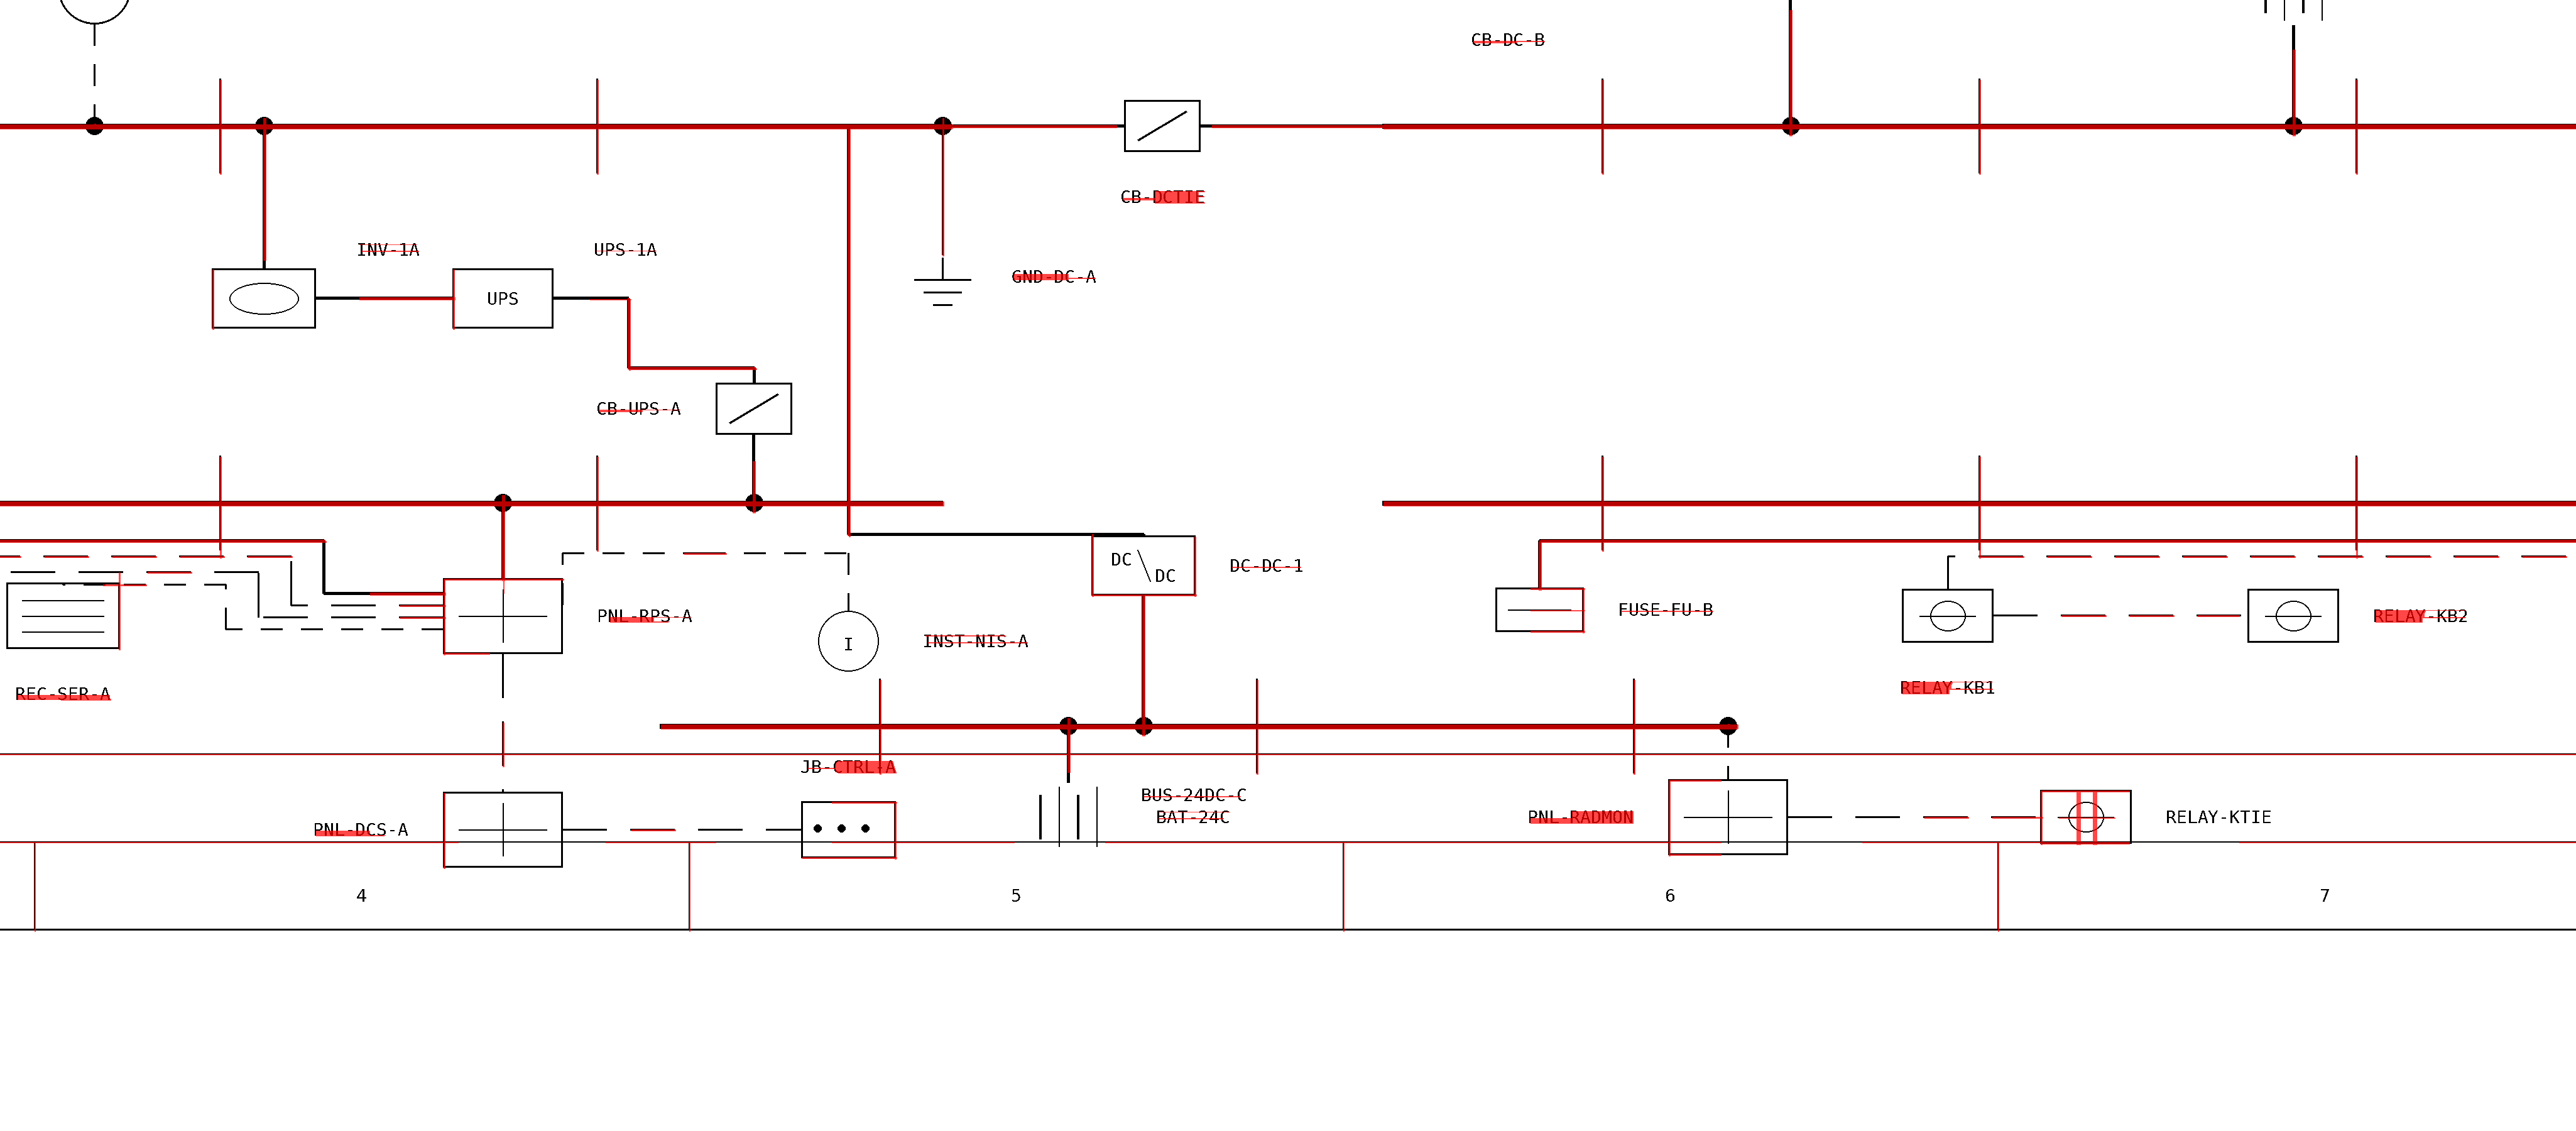 CB-DC-B
CB-DCTIE
INV-1A
UPS-1A
GND-DC-A
UPS
CB-UPS-A
DC
DC
DC-DC-1
PNL-RPS-A
FUSE-FU-B
RELAY-KB2
INST-NIS-A
I
REC-SER-A
RELAY-KB1
JB-CTRL-A
BUS-24DC-C
BAT-24C
PNL-RADMON
RELAY-KTIE
PNL-DCS-A
4
5
6
7